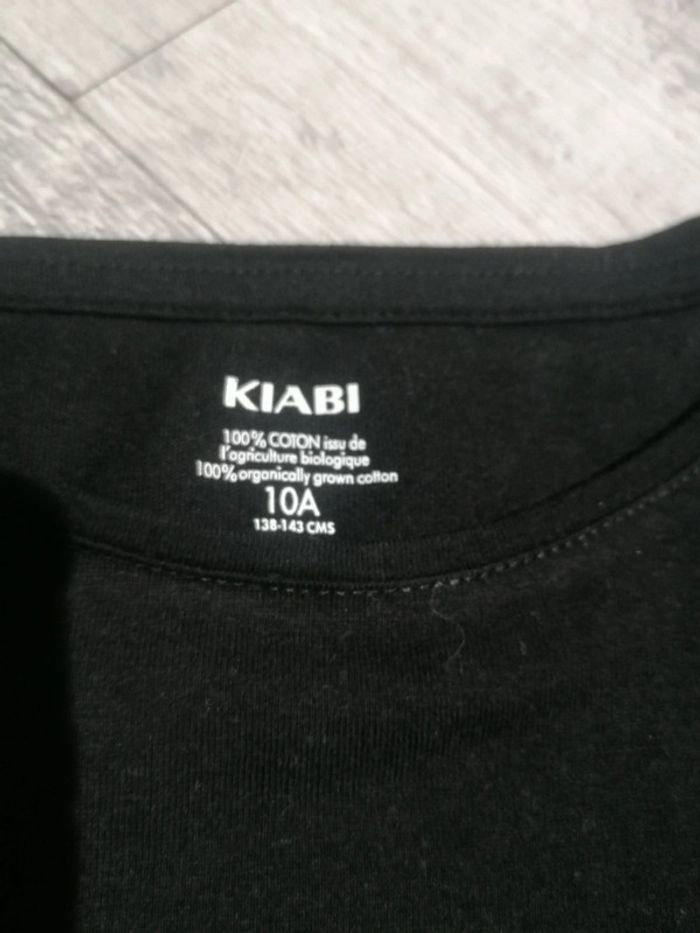 KIABI
100% COTON issu de
l'agriculture biologique
100% organically grown cotton
10A
138-143 CMS